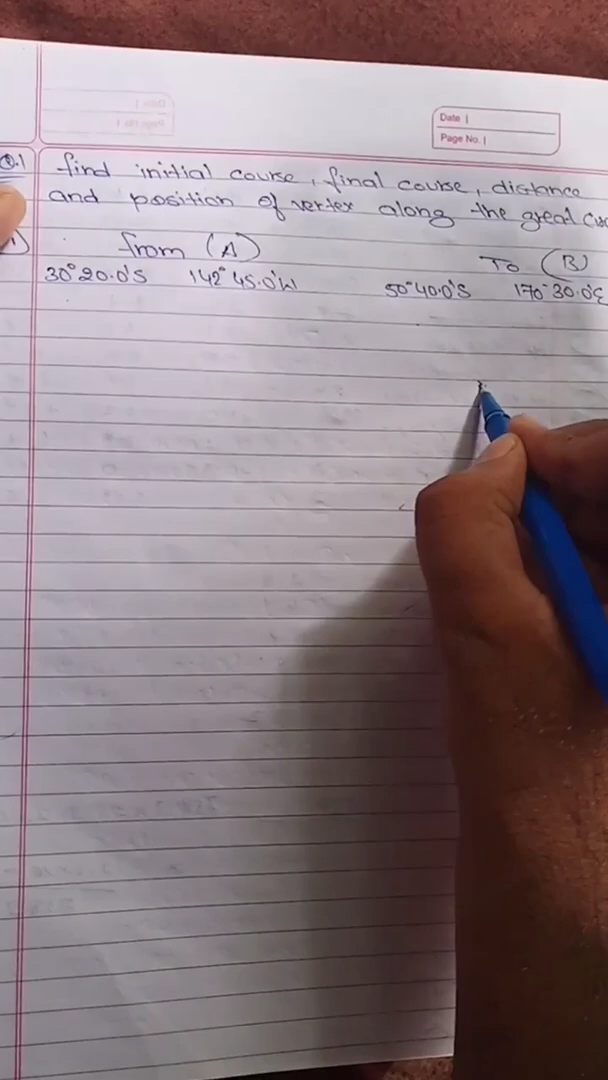 Date |
Page No. |
Q.1 find initial course, final course, distance
and position of vertex along the great
from (A)
To (B)
30° 20.0'S 142° 45.0'W 50° 40.0'S 170° 30.0'E